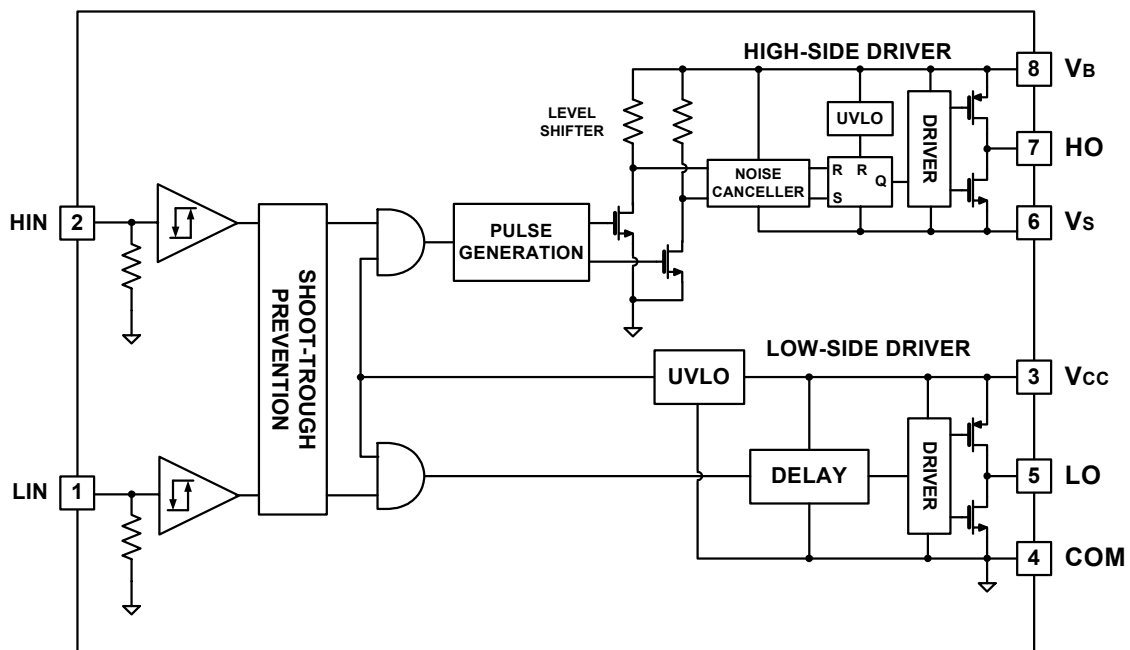 HIGH-SIDE DRIVER
8 VB
LEVEL
SHIFTER
UVLO
DRIVER
7 HO
NOISE
CANCELLER
R R
Q
S
HIN 2
6 VS
PULSE
GENERATION
SHOOT-TROUGH
PREVENTION
LOW-SIDE DRIVER
UVLO
3 VCC
DRIVER
LIN 1
DELAY
5 LO
4 COM